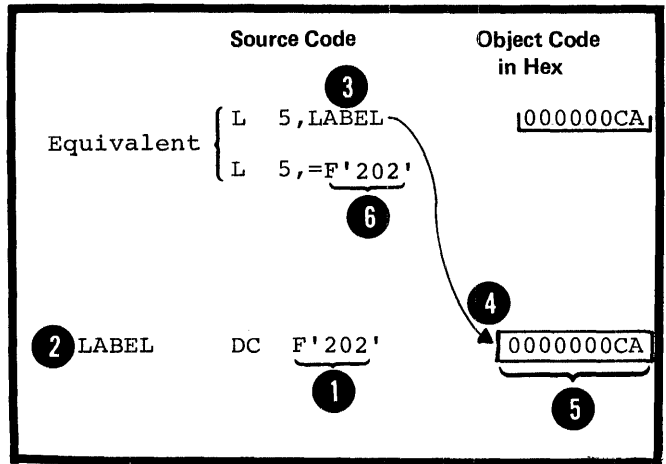 Source Code Object Code
in Hex
3
L 5,LABEL 000000CA
Equivalent
L 5,=F'202'
6
4
2 LABEL DC F'202' 0000000CA
1 5